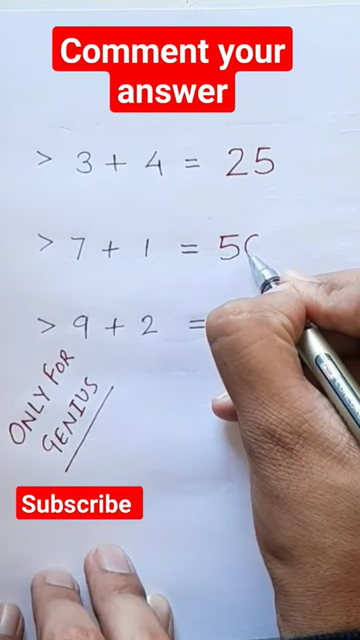 Comment your
answer
> 3 + 4 = 25
> 7 + 1 = 5
> 9 + 2 =
ONLY FOR
GENIUS
Subscribe